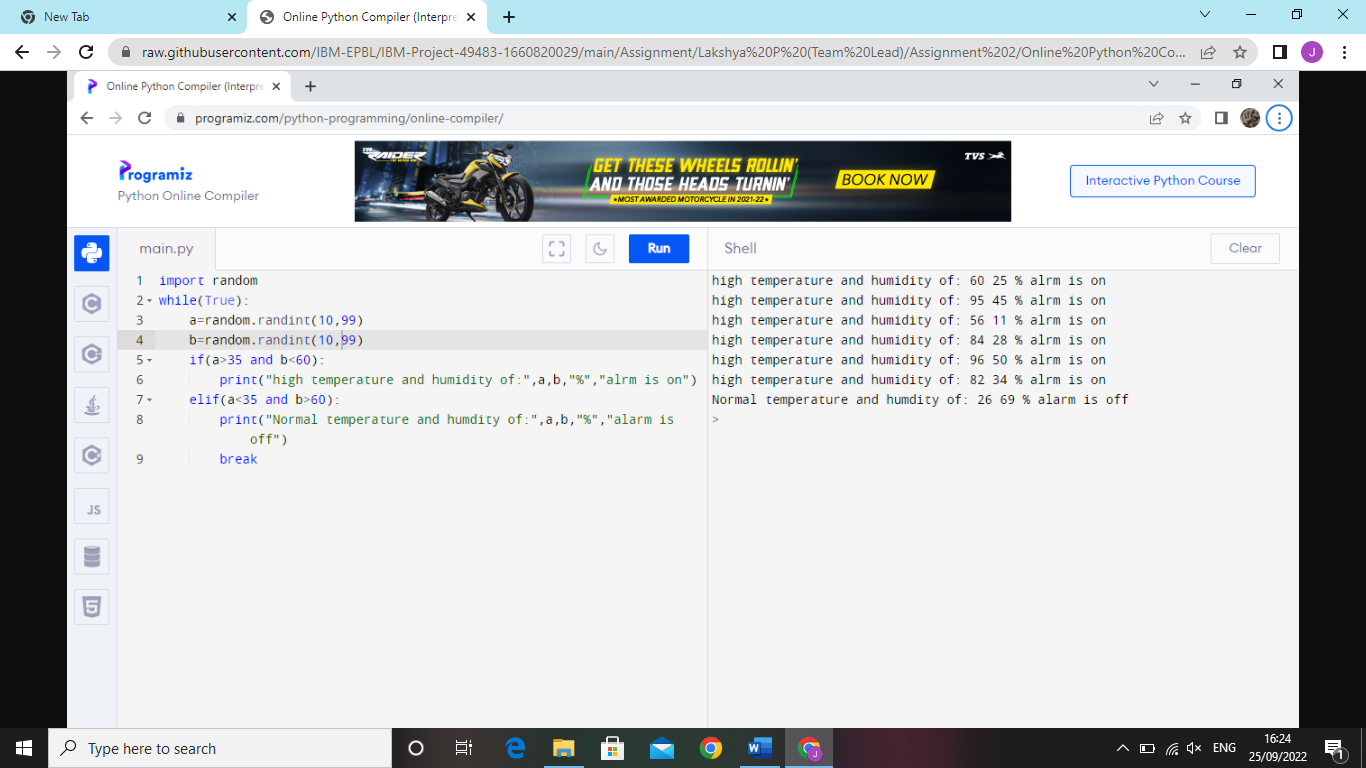 New Tab
Online Python Compiler (Interpre
raw.githubusercontent.com/IBM-EPBL/IBM-Project-49483-1660820029/main/Assignment/Lakshya%20P%20(Team%20Lead)/Assignment%202/Online%20Python%20Co...
J
Online Python Compiler (Interpre
programiz.com/python-programming/online-compiler/
Programiz
Python Online Compiler
TVS RAIDER
GET THESE WHEELS ROLLIN'
AND THOSE HEADS TURNIN'
★MOST AWARDED MOTORCYCLE IN 2021-22★
BOOK NOW
TVS
Interactive Python Course
main.py
Run
Shell
Clear
1 import random
2 while(True):
3 a=random.randint(10,99)
4 b=random.randint(10,99)
5 if(a>35 and b<60):
6 print("high temperature and humidity of:",a,b,"%","alrm is on")
7 elif(a<35 and b>60):
8 print("Normal temperature and humdity of:",a,b,"%","alarm is
off")
9 break
high temperature and humidity of: 60 25 % alrm is on
high temperature and humidity of: 95 45 % alrm is on
high temperature and humidity of: 56 11 % alrm is on
high temperature and humidity of: 84 28 % alrm is on
high temperature and humidity of: 96 50 % alrm is on
high temperature and humidity of: 82 34 % alrm is on
Normal temperature and humdity of: 26 69 % alarm is off
>
JS
Type here to search
ENG
16:24
25/09/2022
1